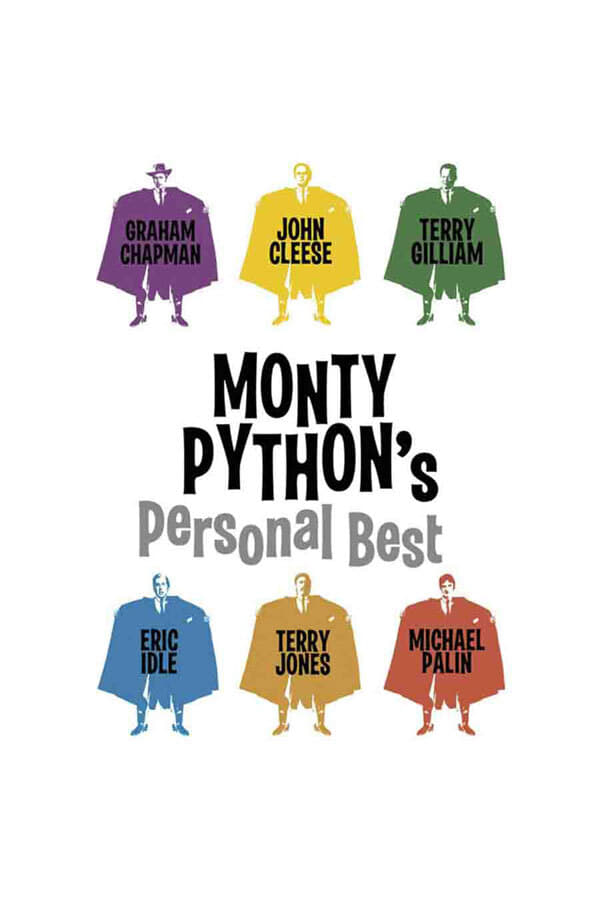 GRAHAM
CHAPMAN
JOHN
CLEESE
TERRY
GILLIAM
MONTY
PYTHON's
Personal Best
ERIC
IDLE
TERRY
JONES
MICHAEL
PALIN